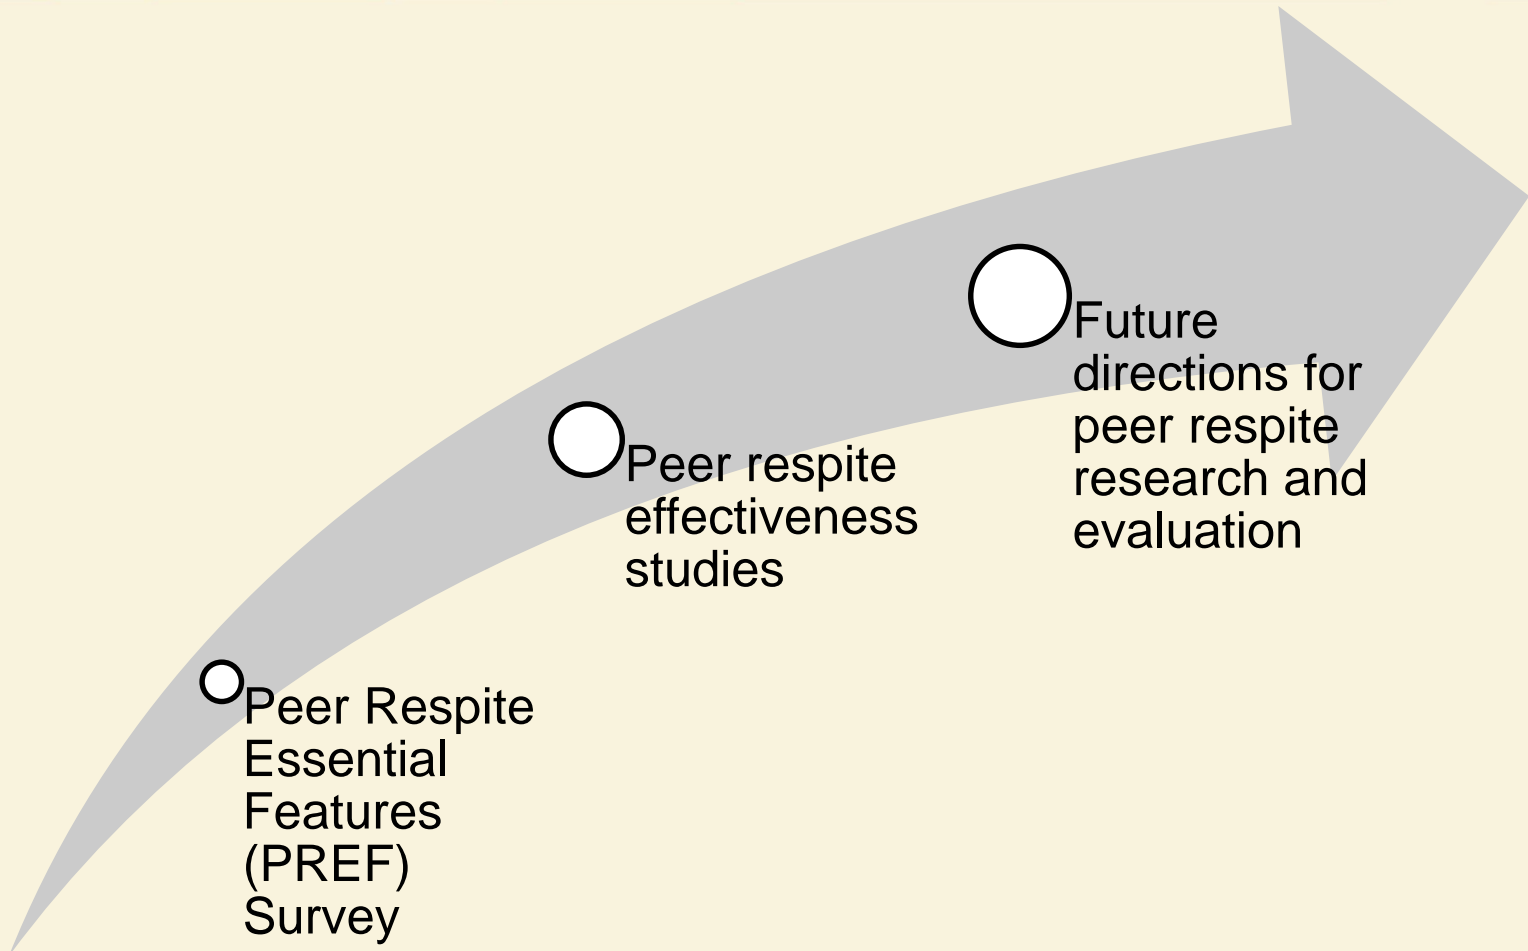 Peer Respite
Essential
Features
(PREF)
Survey
Peer respite
effectiveness
studies
Future
directions for
peer respite
research and
evaluation